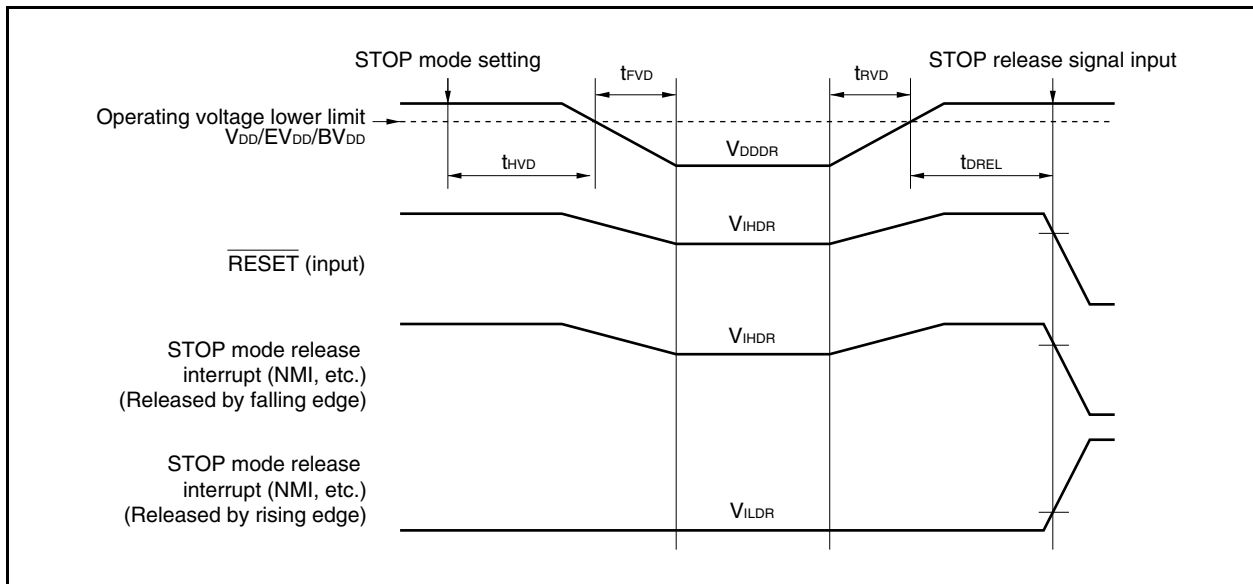 STOP mode setting
tFVD
tRVD
STOP release signal input
Operating voltage lower limit
VDD/EVDD/BVDD
VDDDR
tHVD
tDREL
VIHDR
RESET (input)
VIHDR
STOP mode release
interrupt (NMI, etc.)
(Released by falling edge)
STOP mode release
interrupt (NMI, etc.)
(Released by rising edge)
VILDR